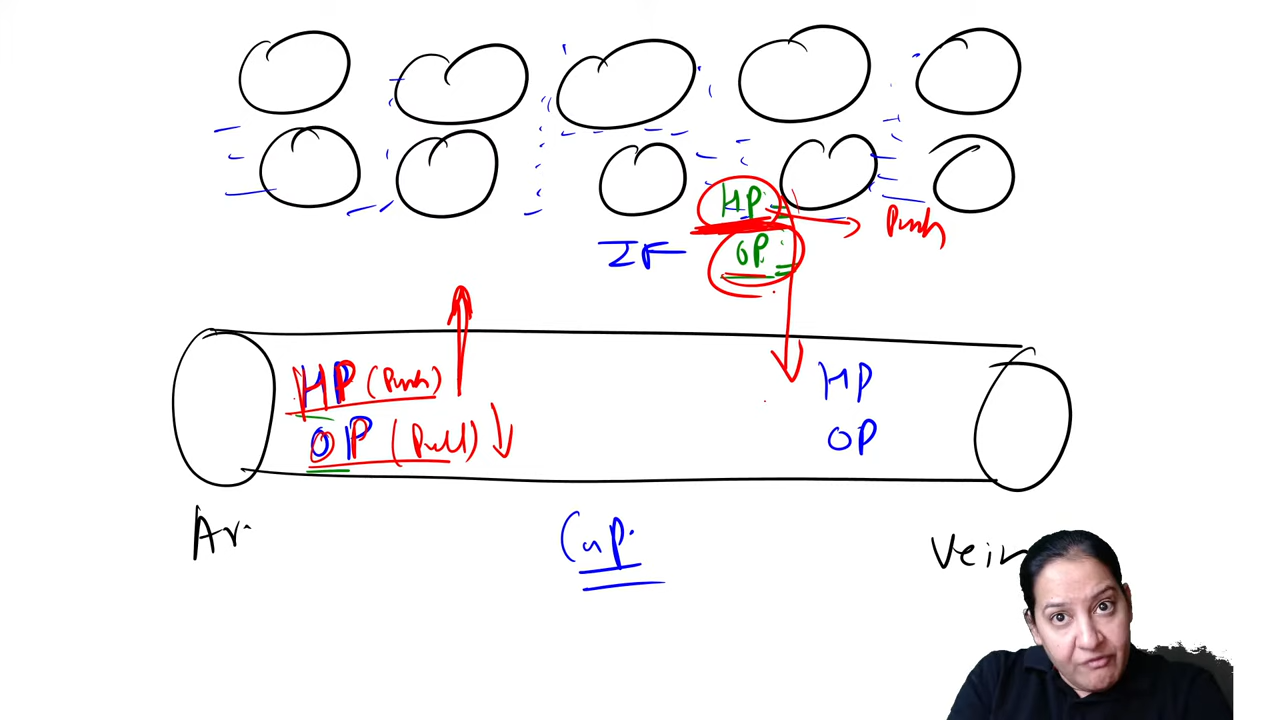 HP
Push
OP
IF
HP (Push)
HP
OP (Pull)
OP
Ar.
Cap.
Vein